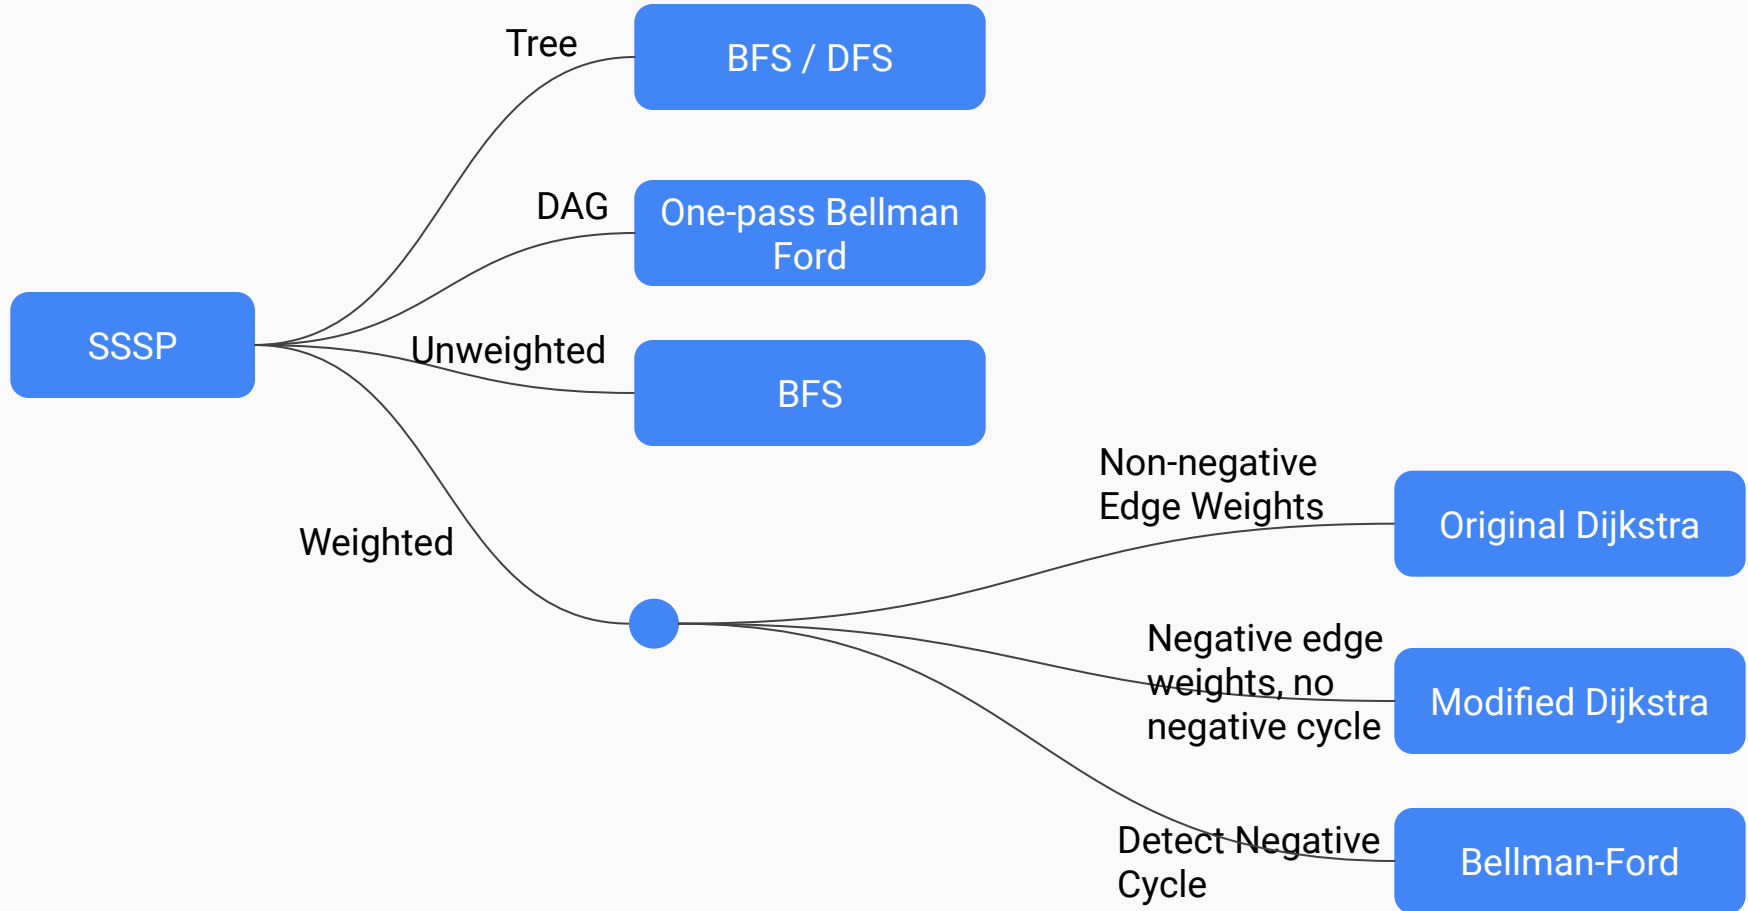 Tree
BFS / DFS
DAG
One-pass Bellman
Ford
SSSP
Unweighted
BFS
Weighted
Non-negative
Edge Weights
Original Dijkstra
Negative edge
weights, no
negative cycle
Modified Dijkstra
Detect Negative
Cycle
Bellman-Ford